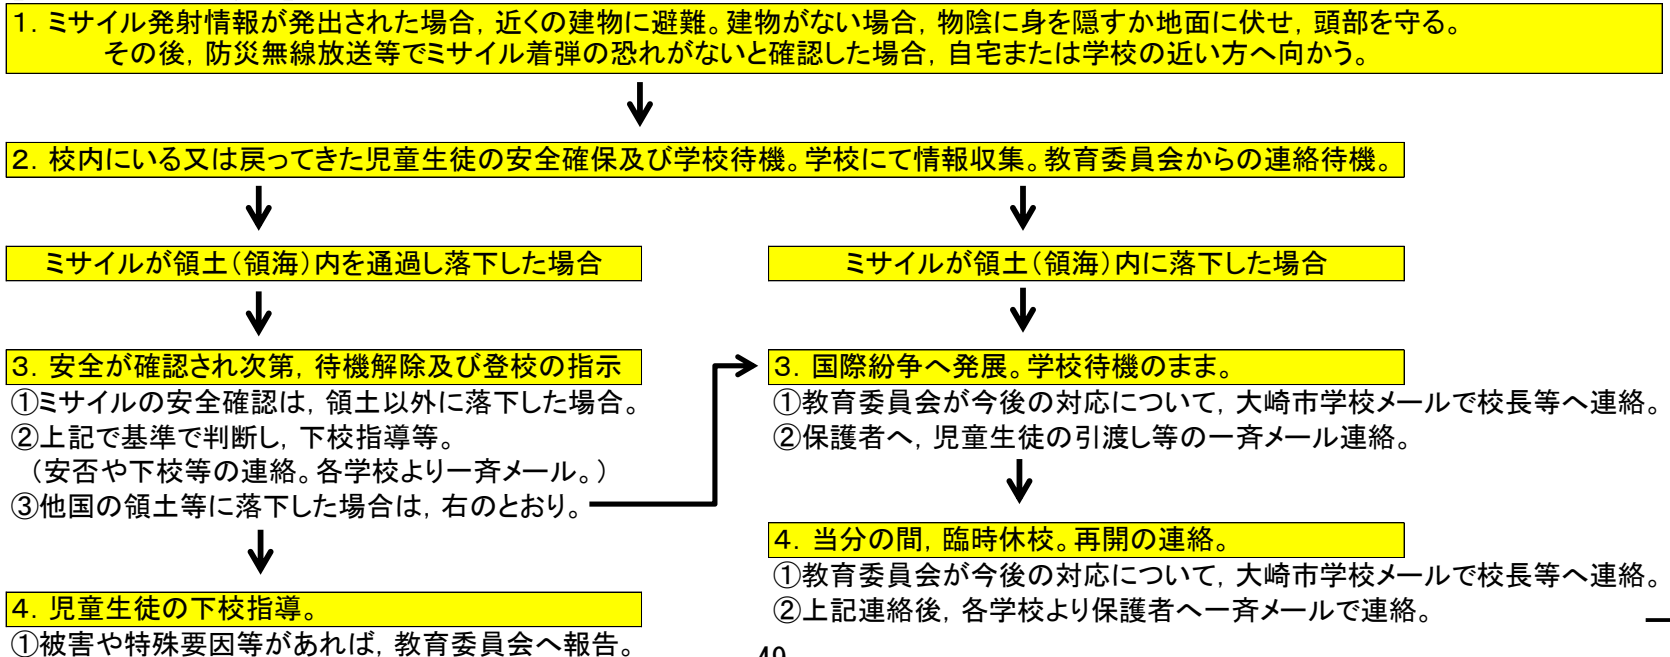 1. ミサイル発射情報が発出された場合, 近くの建物に避難。建物がない場合, 物陰に身を隠すか地面に伏せ, 頭部を守る。
その後, 防災無線放送等でミサイル着弾の恐れがないと確認した場合, 自宅または学校の近い方へ向かう。
2. 校内にいる又は戻ってきた児童生徒の安全確保及び学校待機。学校にて情報収集。教育委員会からの連絡待機。
ミサイルが領土(領海)内を通過し落下した場合
3. 安全が確認され次第, 待機解除及び登校の指示
①ミサイルの安全確認は, 領土以外に落下した場合。
②上記で基準で判断し, 下校指導等。
(安否や下校等の連絡。各学校より一斉メール。)
③他国の領土等に落下した場合は, 右のとおり。
4. 児童生徒の下校指導。
①被害や特殊要因等があれば, 教育委員会へ報告。
ミサイルが領土(領海)内に落下した場合
3. 国際紛争へ発展。学校待機のまま。
①教育委員会が今後の対応について, 大崎市学校メールで校長等へ連絡。
②保護者へ, 児童生徒の引渡し等の一斉メール連絡。
4. 当分の間, 臨時休校。再開の連絡。
①教育委員会が今後の対応について, 大崎市学校メールで校長等へ連絡。
②上記連絡後, 各学校より保護者へ一斉メールで連絡。